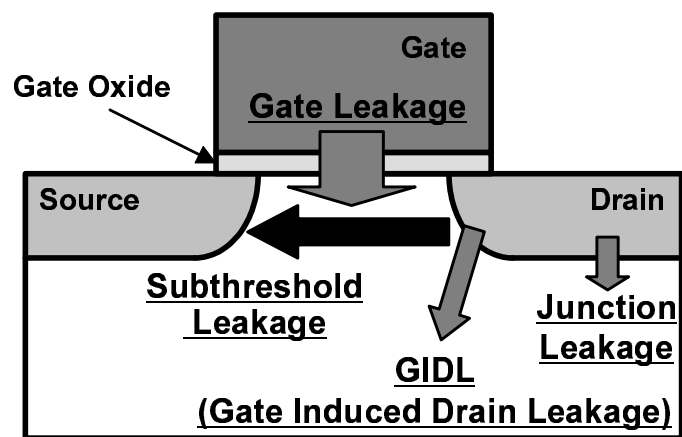 Gate
Gate Oxide
Gate Leakage
Source
Drain
Subthreshold
Leakage
Junction
Leakage
GIDL
(Gate Induced Drain Leakage)